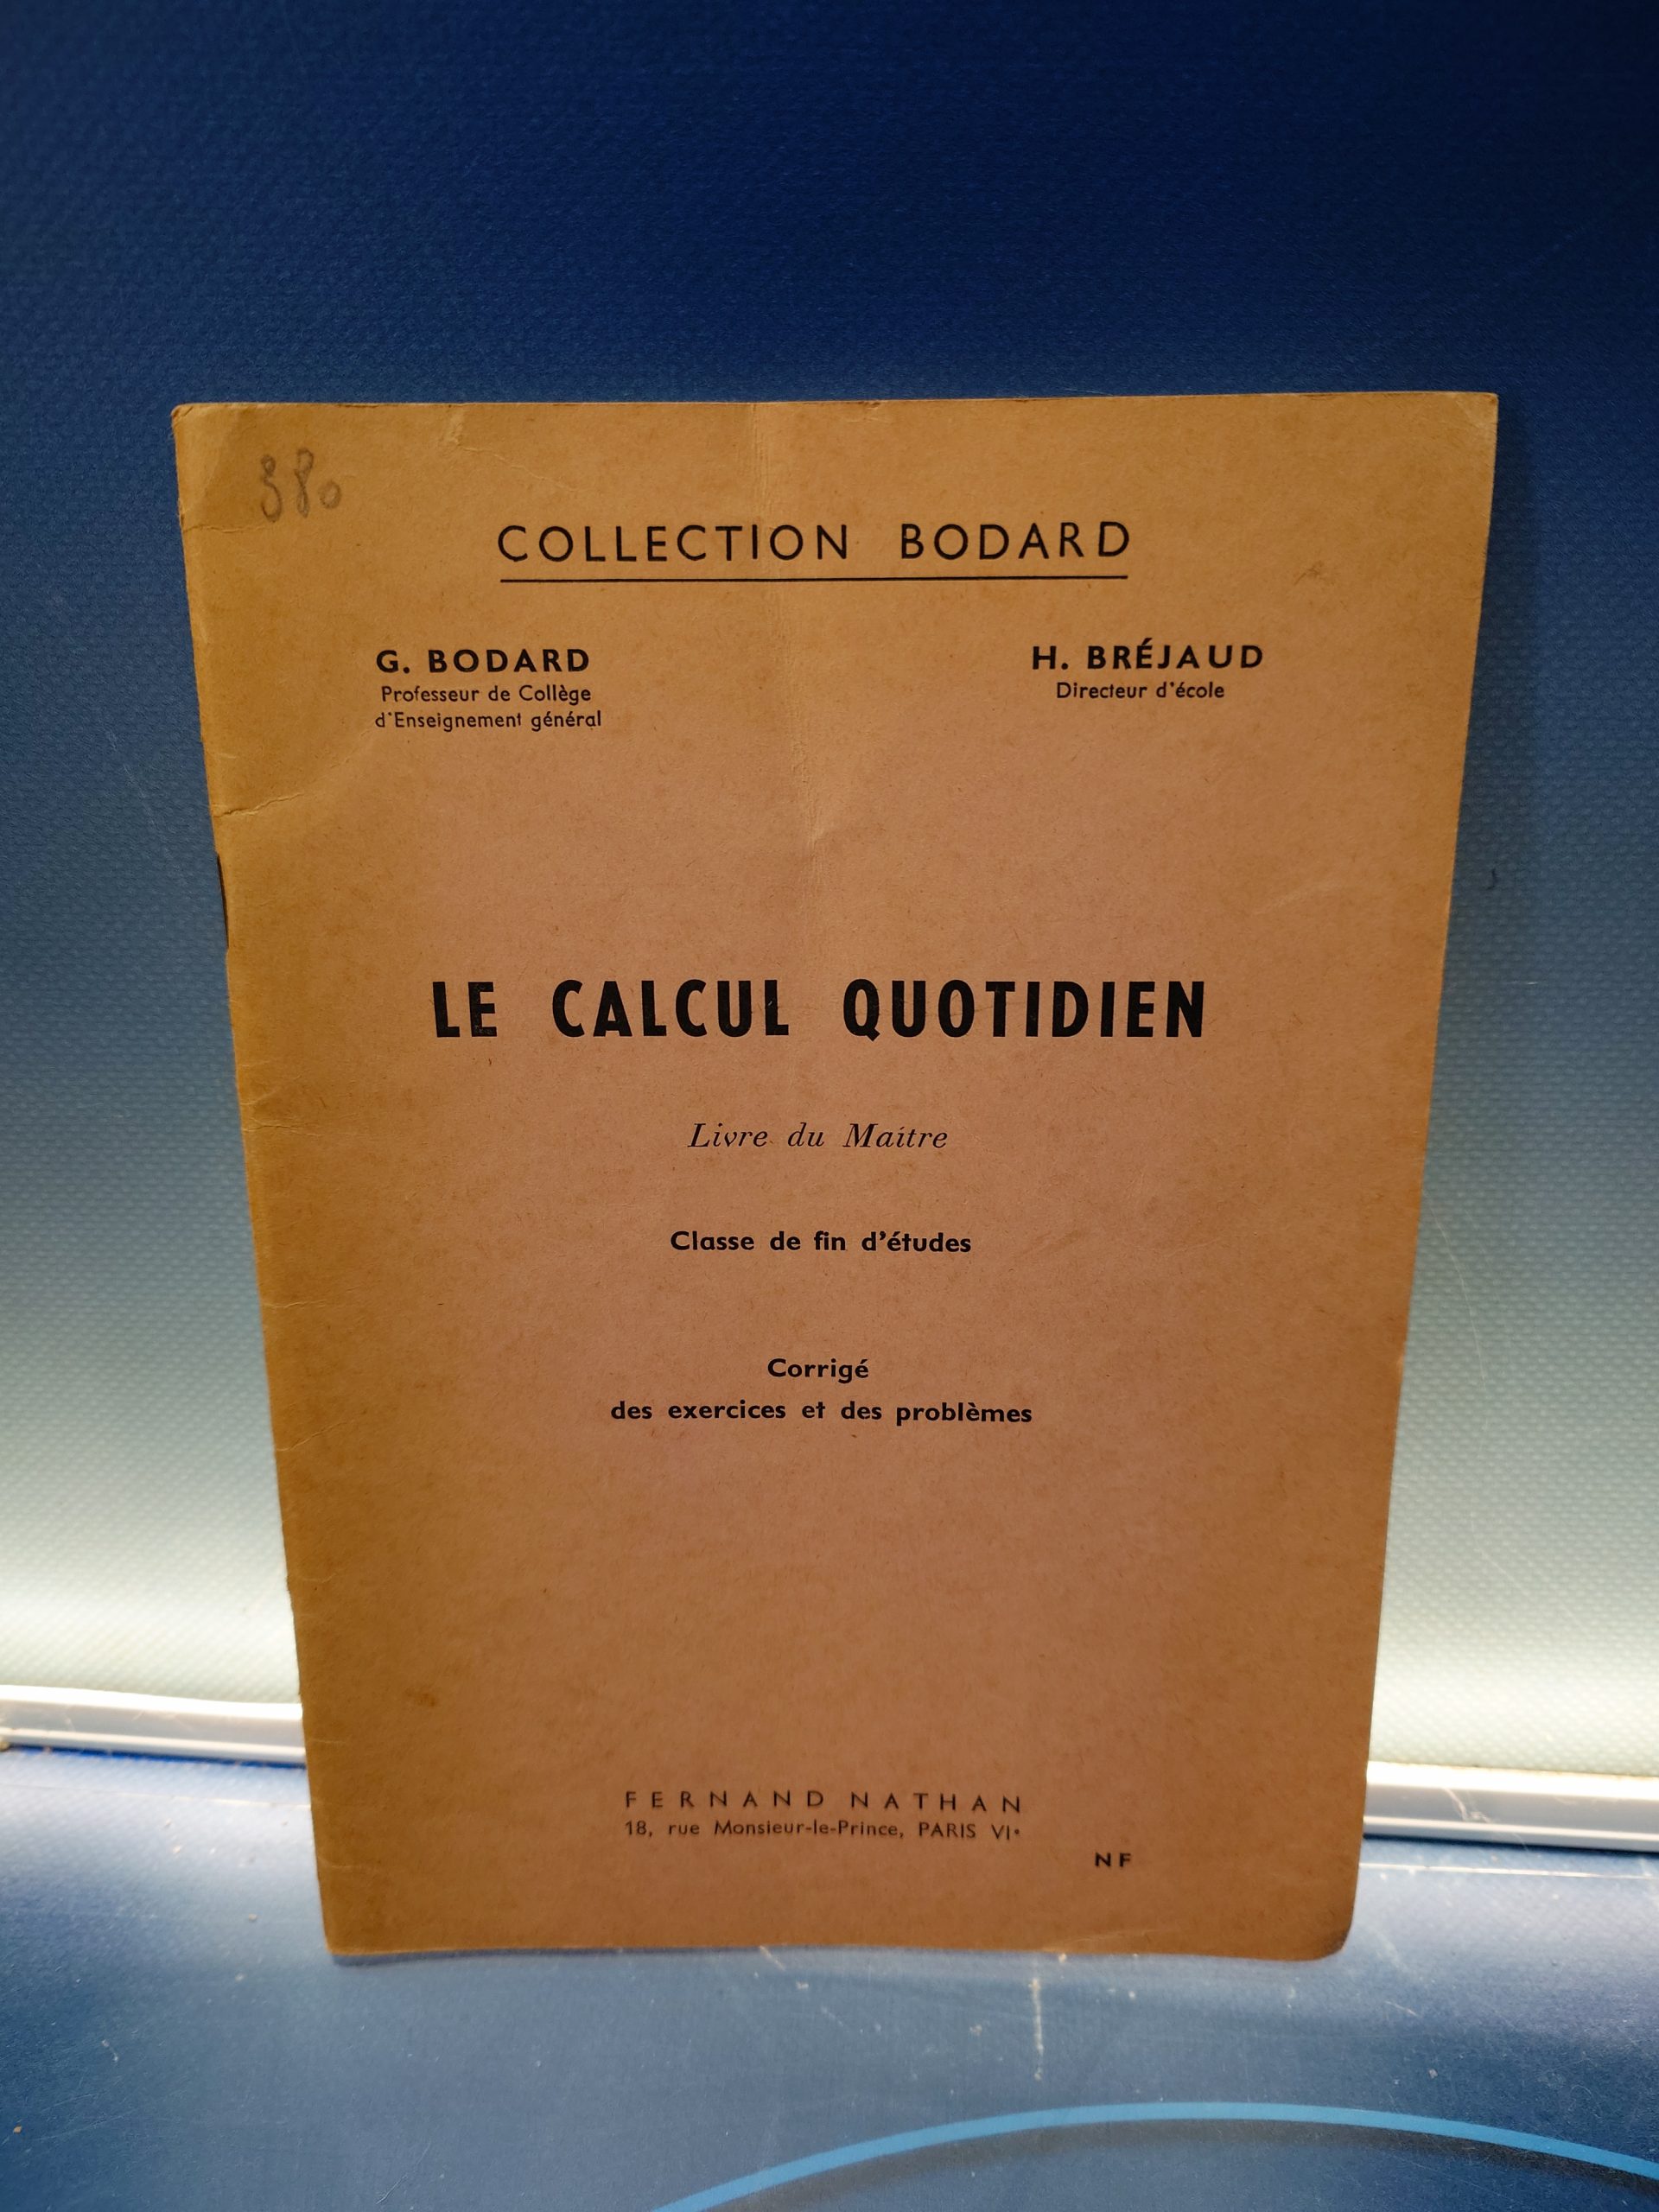 380
COLLECTION BODARD
G. BODARD
Professeur de Collège
d'Enseignement général
H. BRÉJAUD
Directeur d'école
LE CALCUL QUOTIDIEN
Livre du Maître
Classe de fin d'études
Corrigé
des exercices et des problèmes
FERNAND NATHAN
18, rue Monsieur-le-Prince, PARIS VIe
NF